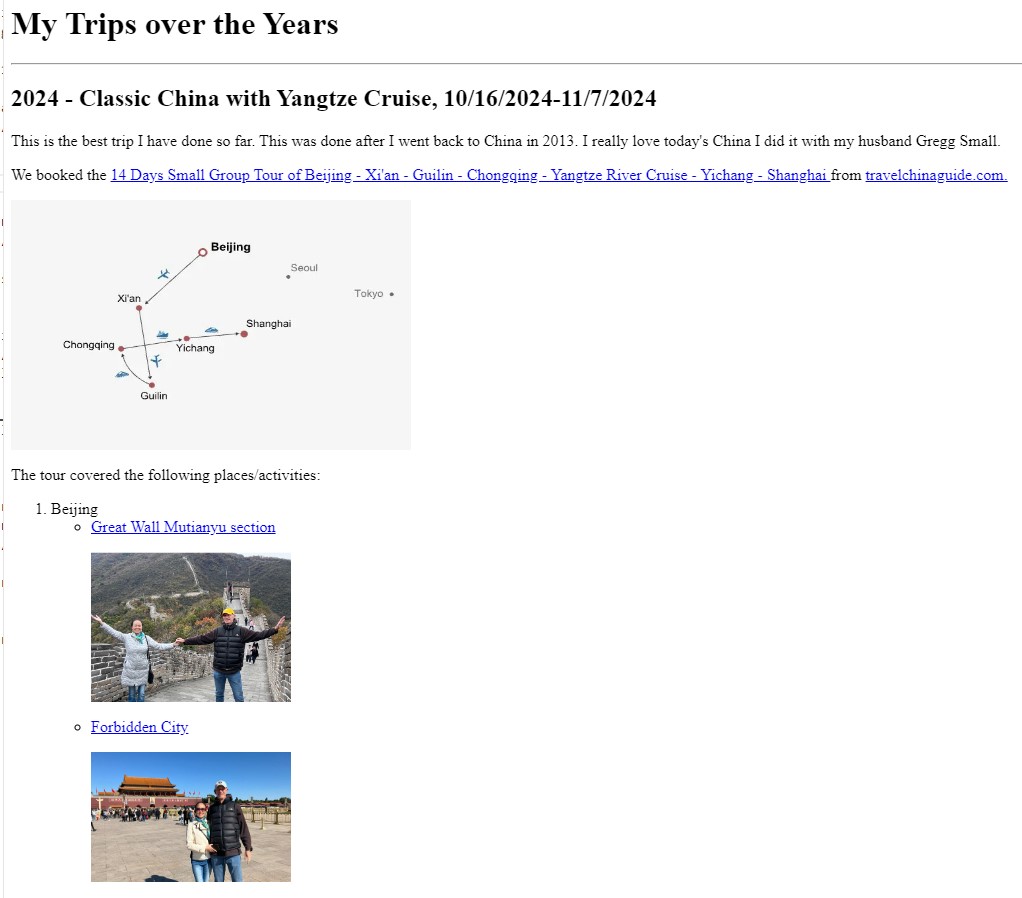 My Trips over the Years
2024 - Classic China with Yangtze Cruise, 10/16/2024-11/7/2024
This is the best trip I have done so far. This was done after I went back to China in 2013. I really love today's China I did it with my husband Gregg Small.
We booked the 14 Days Small Group Tour of Beijing - Xi'an - Guilin - Chongqing - Yangtze River Cruise - Yichang - Shanghai from travelchinaguide.com.
Beijing
Seoul
Tokyo
Xi'an
Shanghai
Chongqing
Yichang
Guilin
The tour covered the following places/activities:
1. Beijing
Great Wall Mutianyu section
Forbidden City